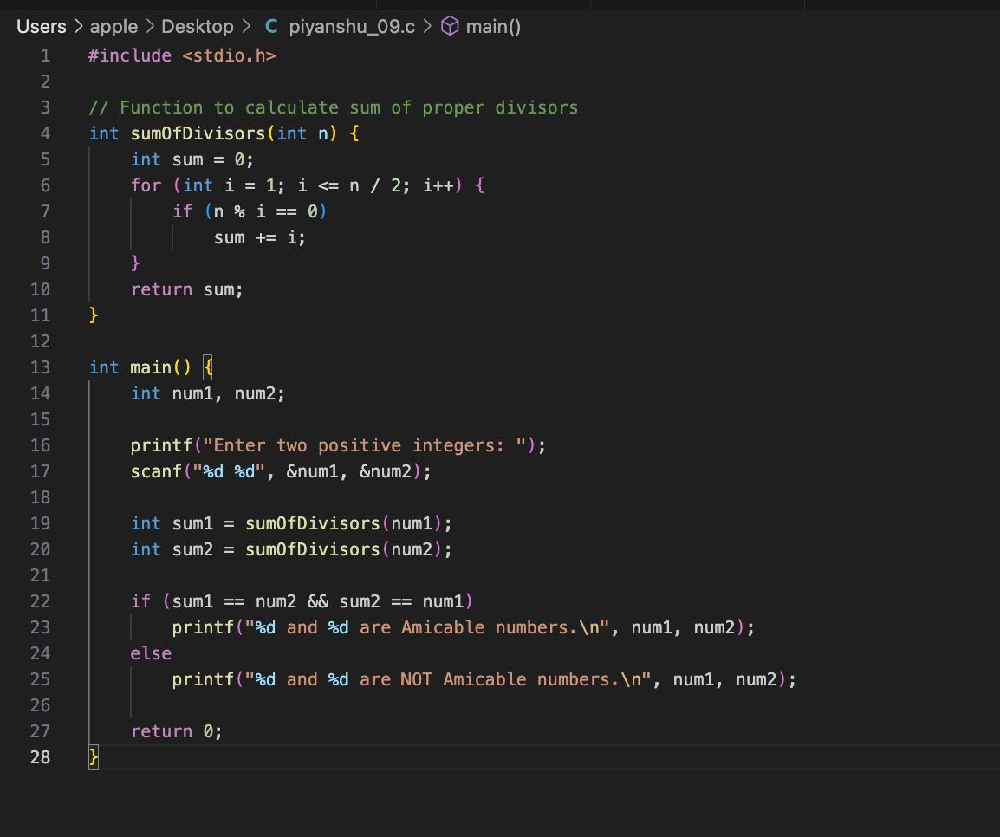 Users > apple > Desktop > C piyanshu_09.c > main()
1 #include <stdio.h>
2
3 // Function to calculate sum of proper divisors
4 int sumOfDivisors(int n) {
5     int sum = 0;
6     for (int i = 1; i <= n / 2; i++) {
7         if (n % i == 0)
8             sum += i;
9     }
10     return sum;
11 }
12
13 int main() {
14     int num1, num2;
15
16     printf("Enter two positive integers: ");
17     scanf("%d %d", &num1, &num2);
18
19     int sum1 = sumOfDivisors(num1);
20     int sum2 = sumOfDivisors(num2);
21
22     if (sum1 == num2 && sum2 == num1)
23         printf("%d and %d are Amicable numbers.\n", num1, num2);
24     else
25         printf("%d and %d are NOT Amicable numbers.\n", num1, num2);
26
27     return 0;
28 }